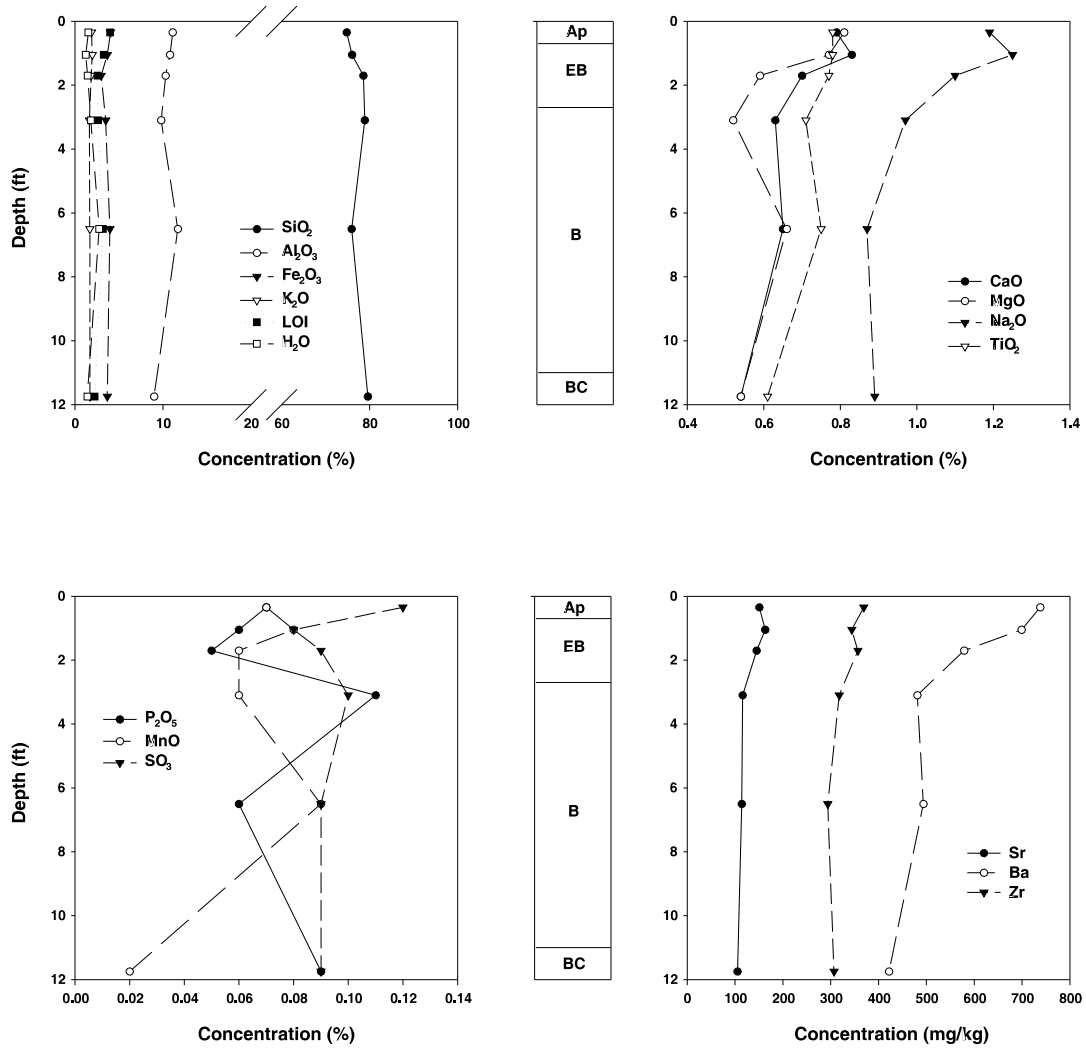 0
2
4
6
8
10
12
Depth (ft)
0 10 20 60 80 100
Concentration (%)
SiO₂
Al₂O₃
Fe₂O₃
K₂O
LOI
H₂O
Ap
EB
B
BC
0
2
4
6
8
10
12
0.4 0.6 0.8 1.0 1.2 1.4
Concentration (%)
CaO
MgO
Na₂O
TiO₂
0
2
4
6
8
10
12
Depth (ft)
0.00 0.02 0.04 0.06 0.08 0.10 0.12 0.14
Concentration (%)
P₂O₅
MnO
SO₃
Ap
EB
B
BC
0
2
4
6
8
10
12
0 100 200 300 400 500 600 700 800
Concentration (mg/kg)
Sr
Ba
Zr